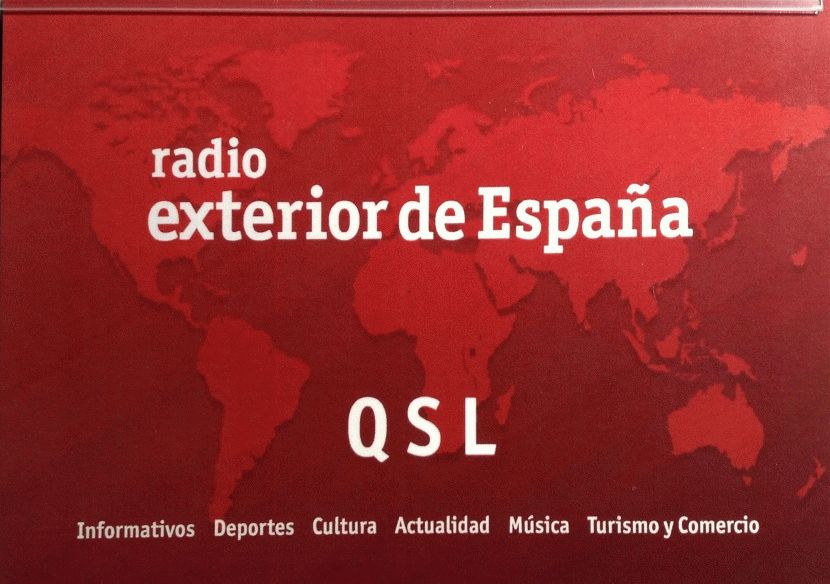 radio
exterior de España
QSL
Informativos Deportes Cultura Actualidad Música Turismo y Comercio